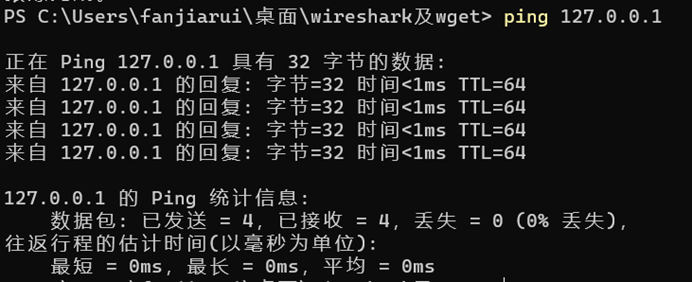 PS C:\Users\fanjiarui\桌面\wireshark及wget> ping 127.0.0.1
正在 Ping 127.0.0.1 具有 32 字节的数据:
来自 127.0.0.1 的回复: 字节=32 时间<1ms TTL=64
来自 127.0.0.1 的回复: 字节=32 时间<1ms TTL=64
来自 127.0.0.1 的回复: 字节=32 时间<1ms TTL=64
来自 127.0.0.1 的回复: 字节=32 时间<1ms TTL=64
127.0.0.1 的 Ping 统计信息:
数据包: 已发送 = 4，已接收 = 4，丢失 = 0 (0% 丢失)，
往返行程的估计时间(以毫秒为单位):
最短 = 0ms，最长 = 0ms，平均 = 0ms